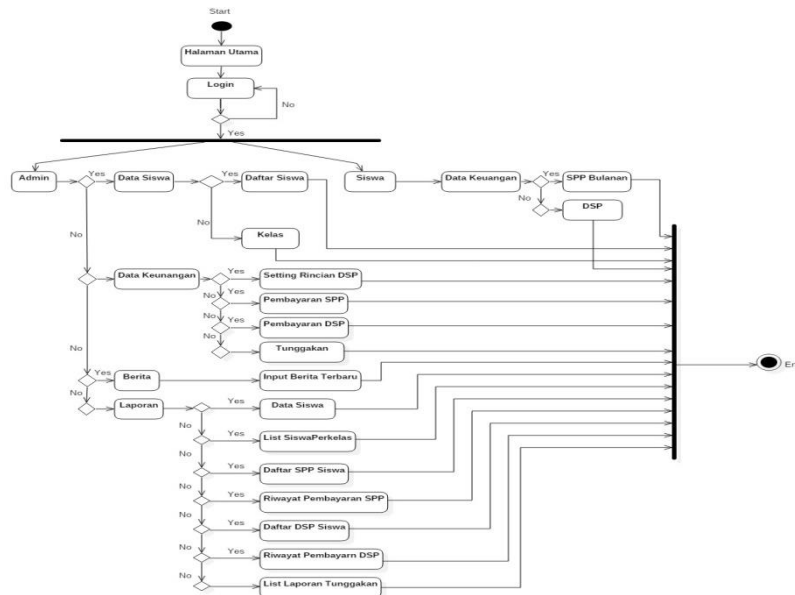 Start
Halaman Utama
Login
No
Yes
Admin
Yes
Data Siswa
Yes
Daftar Siswa
Siswa
Data Keuangan
Yes
SPP Bulanan
No
DSP
No
No
Kelas
Data Keunangan
Yes
Setting Rincian DSP
No
Yes
Pembayaran SPP
No
Yes
Pembayaran DSP
No
Tunggakan
No
Yes
Berita
Input Berita Terbaru
En
No
Laporan
Yes
Data Siswa
No
Yes
List SiswaPerkelas
No
Yes
Daftar SPP Siswa
No
Yes
Riwayat Pembayaran SPP
No
Yes
Daftar DSP Siswa
No
Yes
Riwayat Pembayarn DSP
No
List Laporan Tunggakan